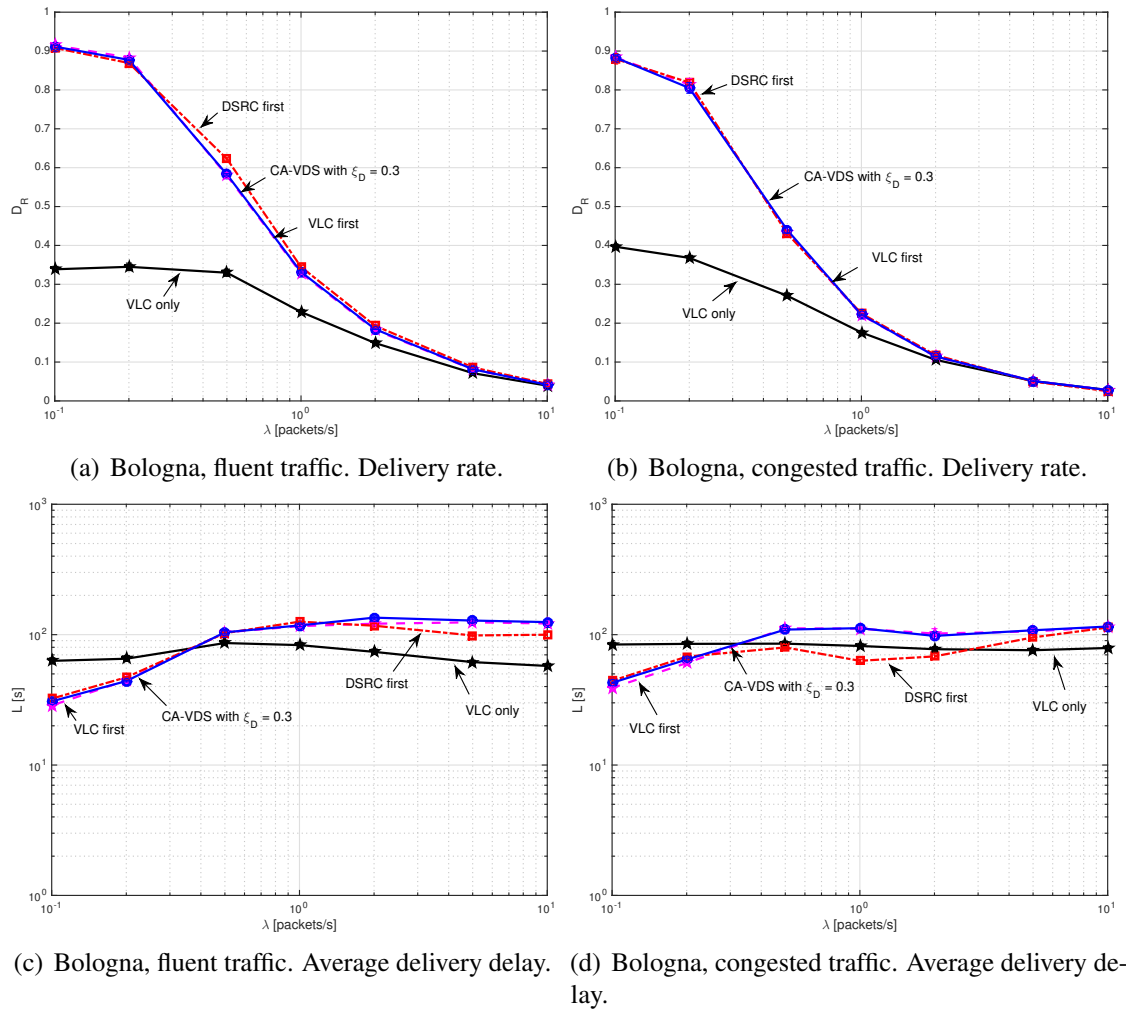 1
0.9
0.8
0.7
0.6
0.5
0.4
0.3
0.2
0.1
0
D_R
DSRC first
CA-VDS with ξ_D = 0.3
VLC first
VLC only
10^-1
10^0
10^1
λ [packets/s]
(a) Bologna, fluent traffic. Delivery rate.
1
0.9
0.8
0.7
0.6
0.5
0.4
0.3
0.2
0.1
0
D_R
DSRC first
CA-VDS with ξ_D = 0.3
VLC first
VLC only
10^-1
10^0
10^1
λ [packets/s]
(b) Bologna, congested traffic. Delivery rate.
10^3
10^2
10^1
10^0
L [s]
DSRC first
VLC only
CA-VDS with ξ_D = 0.3
VLC first
10^-1
10^0
10^1
λ [packets/s]
(c) Bologna, fluent traffic. Average delivery delay.
10^3
10^2
10^1
10^0
L [s]
CA-VDS with ξ_D = 0.3
DSRC first
VLC only
VLC first
10^-1
10^0
10^1
λ [packets/s]
(d) Bologna, congested traffic. Average delivery de-
lay.